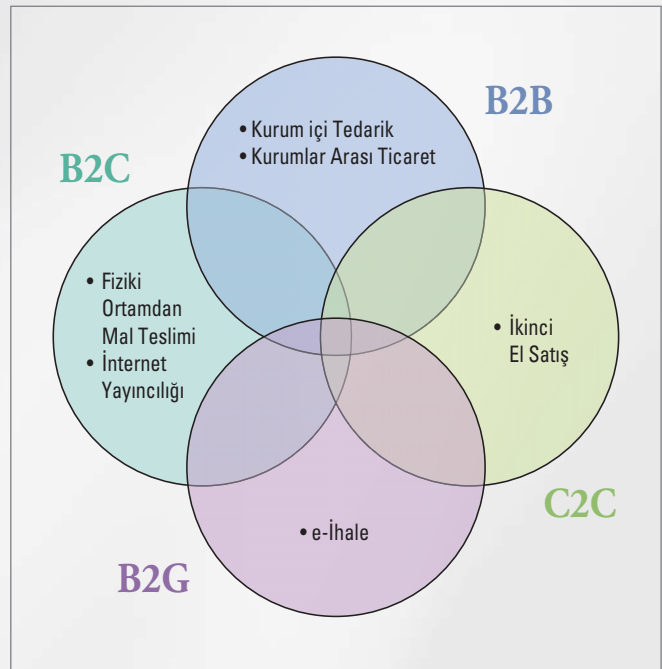 B2B
• Kurum içi Tedarik
• Kurumlar Arası Ticaret
B2C
• Fiziki
Ortamdan
Mal Teslimi
• İnternet
Yayıncılığı
• İkinci
El Satış
C2C
• e-İhale
B2G